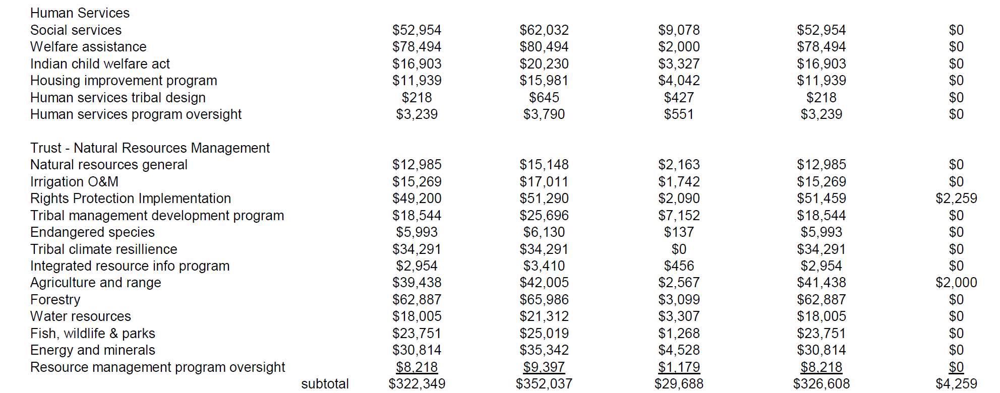 Human Services
Social services $52,954 $62,032 $9,078 $52,954 $0
Welfare assistance $78,494 $80,494 $2,000 $78,494 $0
Indian child welfare act $16,903 $20,230 $3,327 $16,903 $0
Housing improvement program $11,939 $15,981 $4,042 $11,939 $0
Human services tribal design $218 $645 $427 $218 $0
Human services program oversight $3,239 $3,790 $551 $3,239 $0
Trust - Natural Resources Management
Natural resources general $12,985 $15,148 $2,163 $12,985 $0
Irrigation O&M $15,269 $17,011 $1,742 $15,269 $0
Rights Protection Implementation $49,200 $51,290 $2,090 $51,459 $2,259
Tribal management development program $18,544 $25,696 $7,152 $18,544 $0
Endangered species $5,993 $6,130 $137 $5,993 $0
Tribal climate resillience $34,291 $34,291 $0 $34,291 $0
Integrated resource info program $2,954 $3,410 $456 $2,954 $0
Agriculture and range $39,438 $42,005 $2,567 $41,438 $2,000
Forestry $62,887 $65,986 $3,099 $62,887 $0
Water resources $18,005 $21,312 $3,307 $18,005 $0
Fish, wildlife & parks $23,751 $25,019 $1,268 $23,751 $0
Energy and minerals $30,814 $35,342 $4,528 $30,814 $0
Resource management program oversight $8,218 $9,397 $1,179 $8,218 $0
subtotal $322,349 $352,037 $29,688 $326,608 $4,259